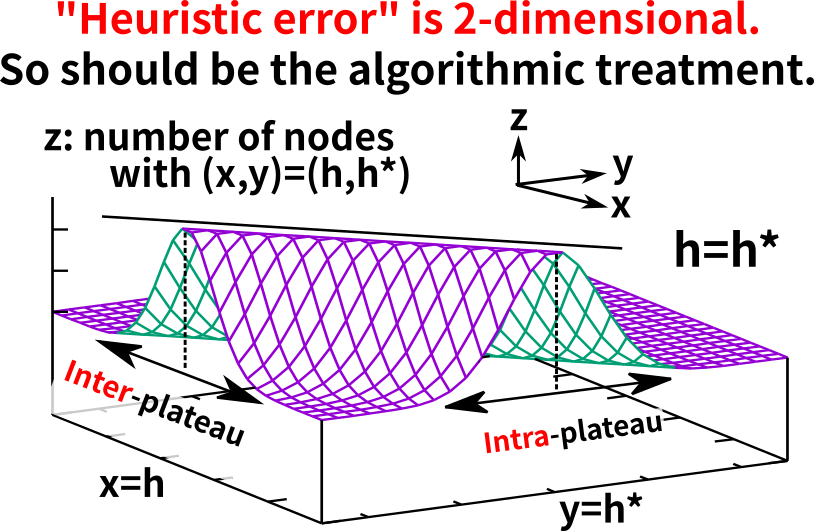 "Heuristic error" is 2-dimensional.
So should be the algorithmic treatment.
z: number of nodes
with (x,y)=(h,h*)
z
y
x
h=h*
Inter-plateau
Intra-plateau
x=h
y=h*